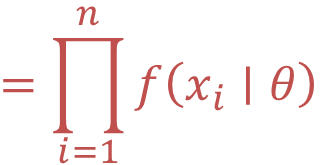 = ∏_{i=1}^{n} f(x_i | θ)